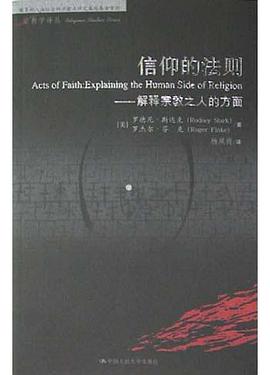 宗教学译丛
Religious Studies Series
信仰的法则
Acts of Faith:Explaining the Human Side of Religion
——解释宗教之人的方面
[美] 罗德尼·斯达克 (Rodney Stark) 著
罗杰尔·芬克 (Roger Finke)
杨凤岗 /译
中国人民大学出版社